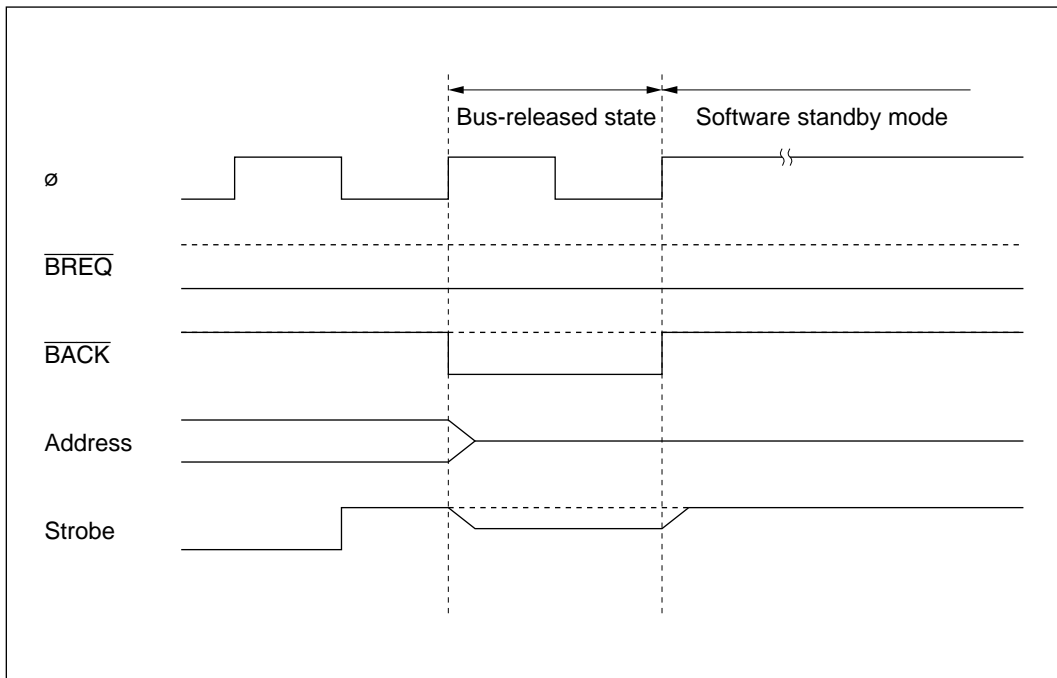 Bus-released state
Software standby mode
ø
BREQ
BACK
Address
Strobe